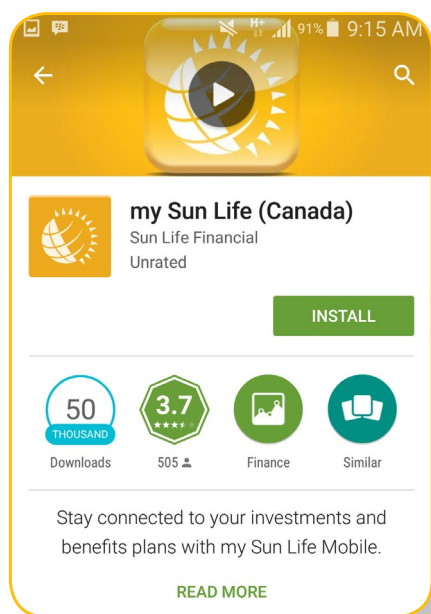 H+ 91% 9:15 AM
my Sun Life (Canada)
Sun Life Financial
Unrated
INSTALL
50
THOUSAND
3.7
Downloads
505
Finance
Similar
Stay connected to your investments and
benefits plans with my Sun Life Mobile.
READ MORE